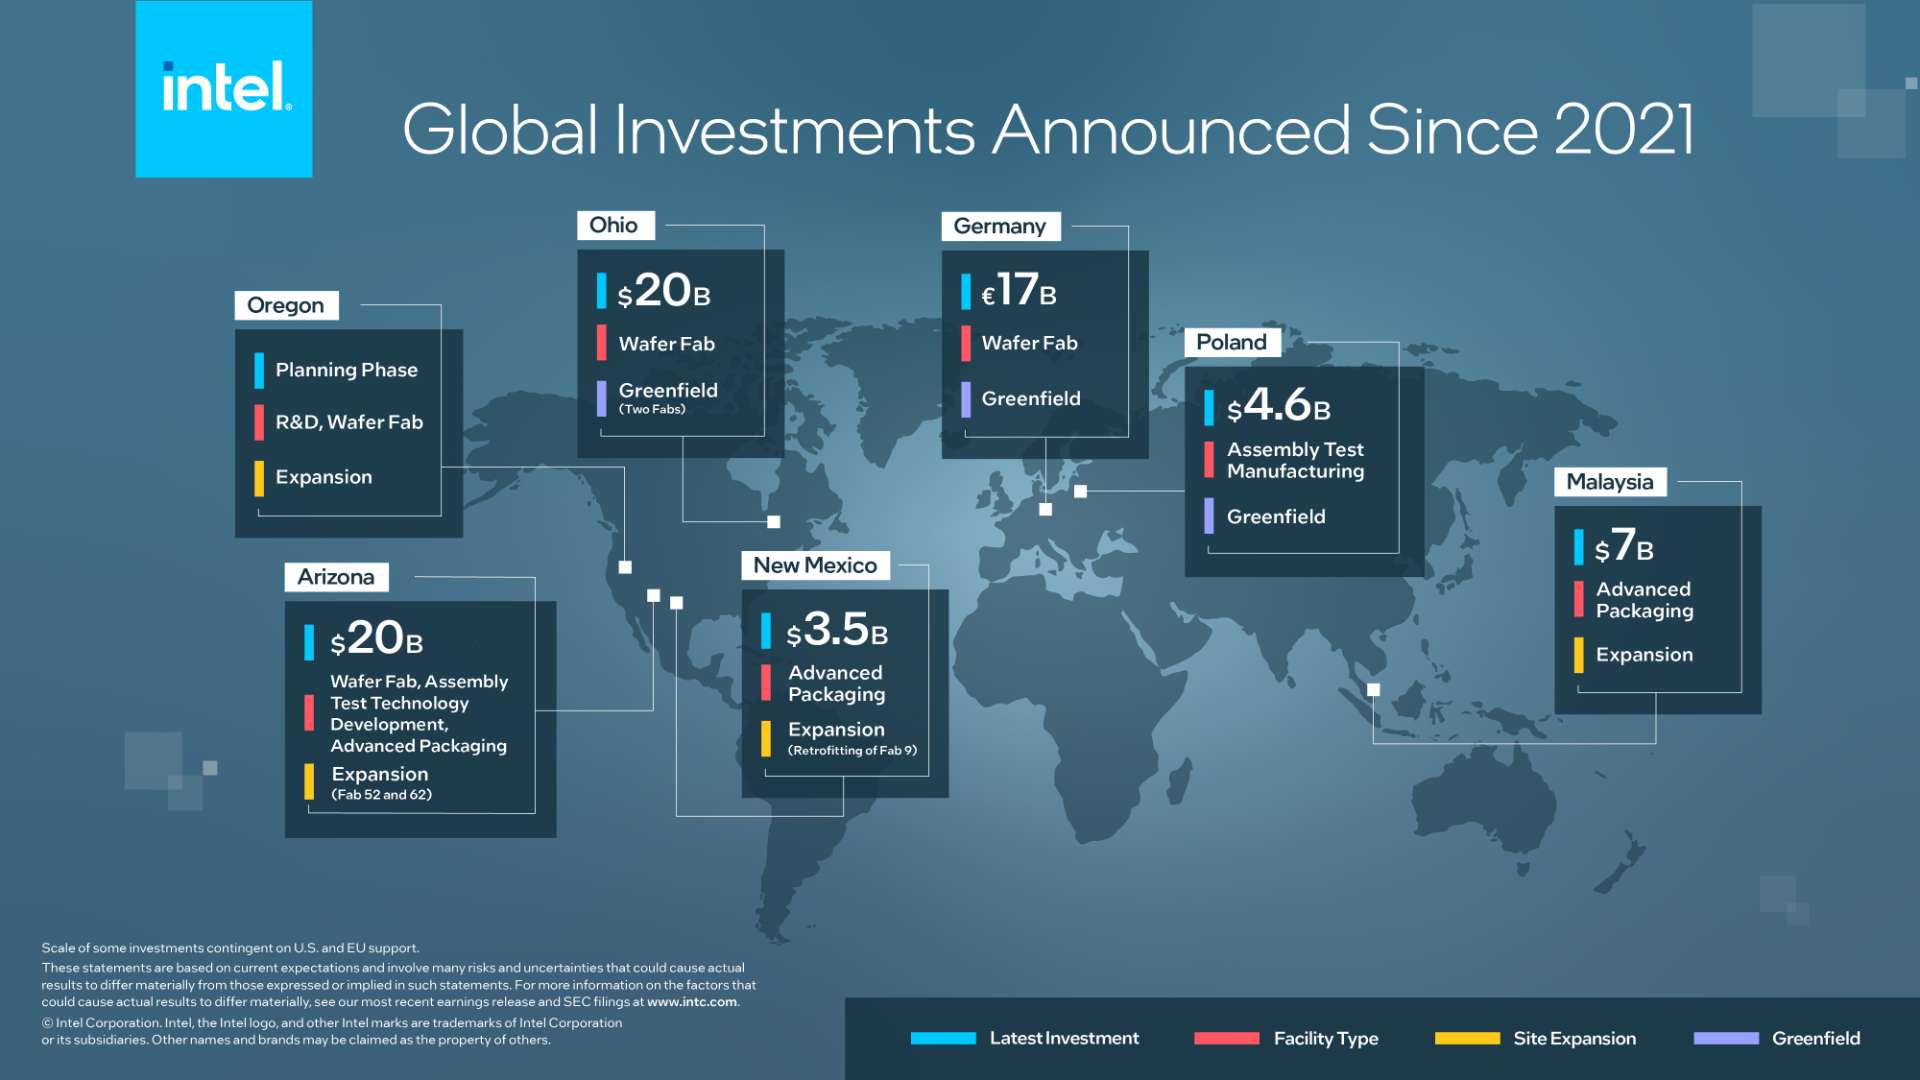 intel®
Global Investments Announced Since 2021
Ohio
$20B
Wafer Fab
Greenfield
(Two Fabs)
Germany
€17B
Wafer Fab
Greenfield
Oregon
Planning Phase
R&D, Wafer Fab
Expansion
Poland
$4.6B
Assembly Test
Manufacturing
Greenfield
Malaysia
$7B
Advanced
Packaging
Expansion
Arizona
$20B
Wafer Fab, Assembly
Test Technology
Development,
Advanced Packaging
Expansion
(Fab 52 and 62)
New Mexico
$3.5B
Advanced
Packaging
Expansion
(Retrofitting of Fab 9)
Scale of some investments contingent on U.S. and EU support.
These statements are based on current expectations and involve many risks and uncertainties that could cause actual
results to differ materially from those expressed or implied in such statements. For more information on the factors that
could cause actual results to differ materially, see our most recent earnings release and SEC filings at www.intc.com.
© Intel Corporation. Intel, the Intel logo, and other Intel marks are trademarks of Intel Corporation
or its subsidiaries. Other names and brands may be claimed as the property of others.
Latest Investment
Facility Type
Site Expansion
Greenfield